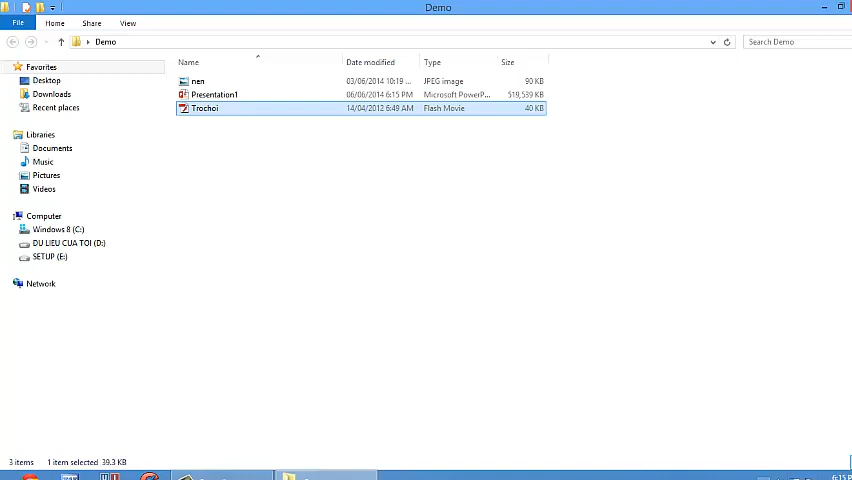 Demo
File Home Share View
Demo
Search Demo
Name Date modified Type Size
Favorites
Desktop
Downloads
Recent places
Libraries
Documents
Music
Pictures
Videos
Computer
Windows 8 (C:)
DU LIEU CUA TOI (D:)
SETUP (E:)
Network
nen 03/06/2014 10:19 ... JPEG image 90 KB
Presentation1 06/06/2014 6:15 PM Microsoft PowerP... 519,539 KB
Trochoi 14/04/2012 6:49 AM Flash Movie 40 KB
3 items 1 item selected 39.3 KB